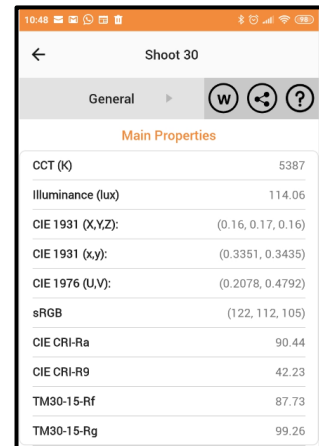 10:48 98
Shoot 30
General W ?
Main Properties
CCT (K) 5387
Illuminance (lux) 114.06
CIE 1931 (X,Y,Z): (0.16, 0.17, 0.16)
CIE 1931 (x,y): (0.3351, 0.3435)
CIE 1976 (U,V): (0.2078, 0.4792)
sRGB (122, 112, 105)
CIE CRI-Ra 90.44
CIE CRI-R9 42.23
TM30-15-Rf 87.73
TM30-15-Rg 99.26